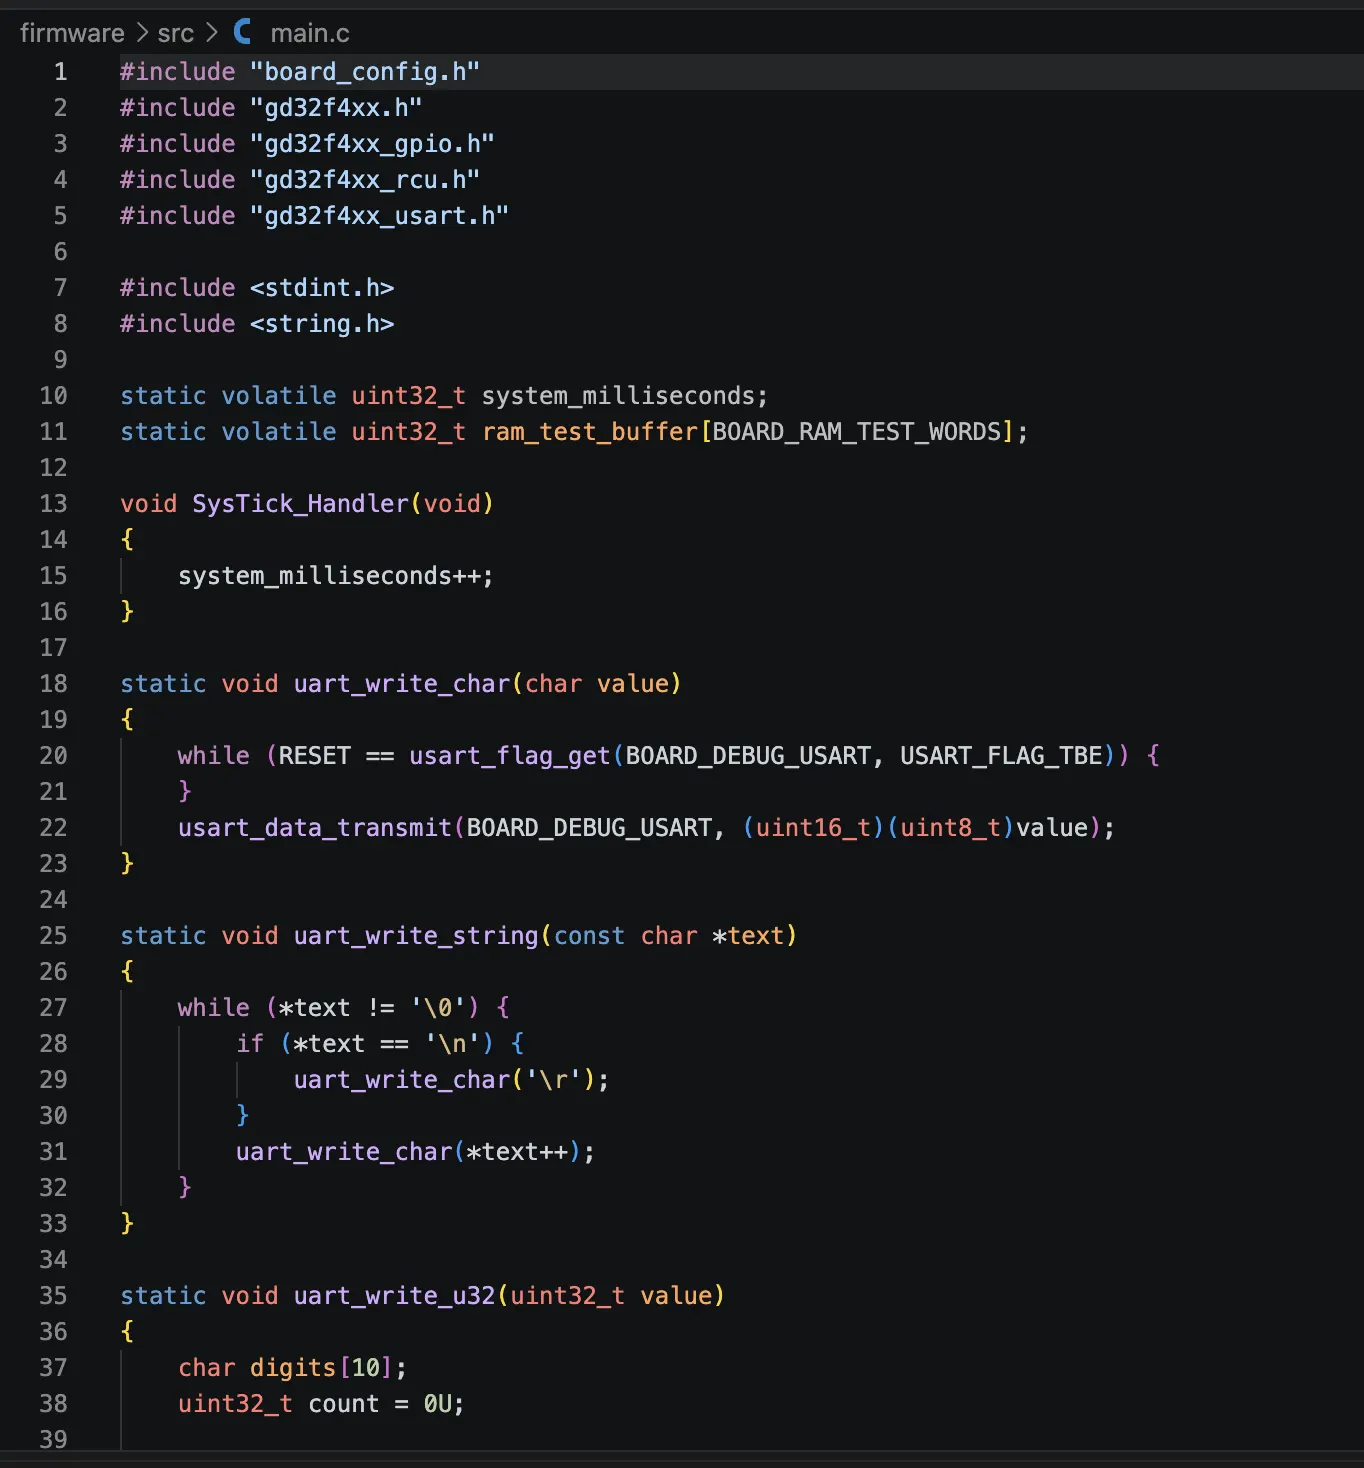 firmware > src > C main.c
1 #include "board_config.h"
2 #include "gd32f4xx.h"
3 #include "gd32f4xx_gpio.h"
4 #include "gd32f4xx_rcu.h"
5 #include "gd32f4xx_usart.h"
6
7 #include <stdint.h>
8 #include <string.h>
9
10 static volatile uint32_t system_milliseconds;
11 static volatile uint32_t ram_test_buffer[BOARD_RAM_TEST_WORDS];
12
13 void SysTick_Handler(void)
14 {
15     system_milliseconds++;
16 }
17
18 static void uart_write_char(char value)
19 {
20     while (RESET == usart_flag_get(BOARD_DEBUG_USART, USART_FLAG_TBE)) {
21     }
22     usart_data_transmit(BOARD_DEBUG_USART, (uint16_t)(uint8_t)value);
23 }
24
25 static void uart_write_string(const char *text)
26 {
27     while (*text != '\0') {
28         if (*text == '\n') {
29             uart_write_char('\r');
30         }
31         uart_write_char(*text++);
32     }
33 }
34
35 static void uart_write_u32(uint32_t value)
36 {
37     char digits[10];
38     uint32_t count = 0U;
39